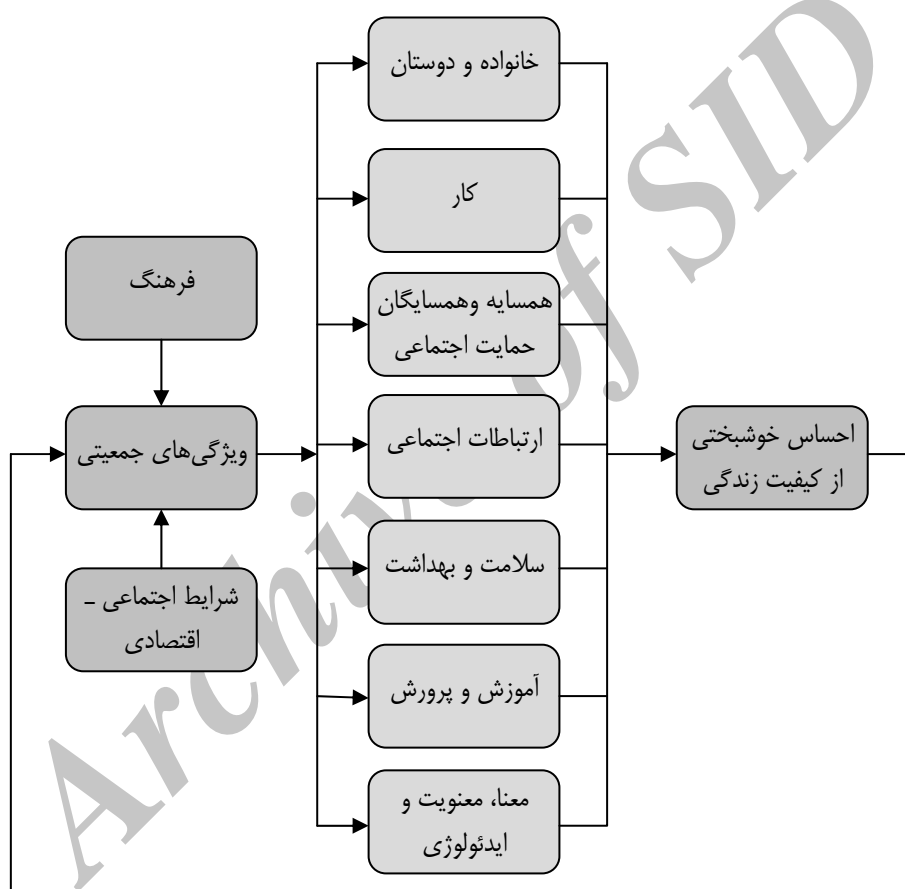 خانواده و دوستان
کار
فرهنگ
همسایه وهمسایگان
حمایت اجتماعی
ویژگی‌های جمعیتی
ارتباطات اجتماعی
احساس خوشبختی
از کیفیت زندگی
شرایط اجتماعی ـ
اقتصادی
سلامت و بهداشت
آموزش و پرورش
معنا، معنویت و
ایدئولوژی
Archive of SID